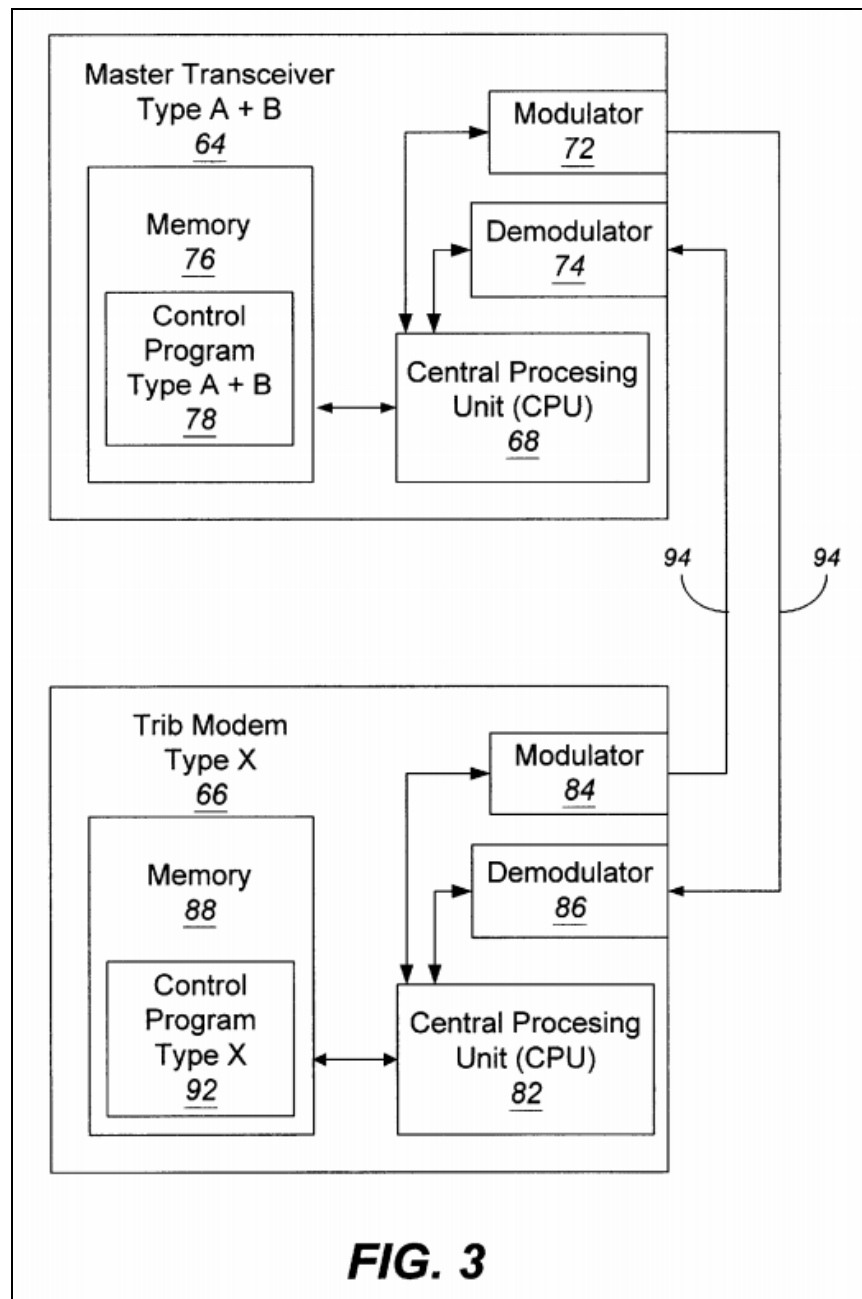 Master Transceiver
Type A + B
64
Memory
76
Control
Program
Type A + B
78
Modulator
72
Demodulator
74
Central Procesing
Unit (CPU)
68
94
94
Trib Modem
Type X
66
Memory
88
Control
Program
Type X
92
Modulator
84
Demodulator
86
Central Procesing
Unit (CPU)
82
FIG. 3